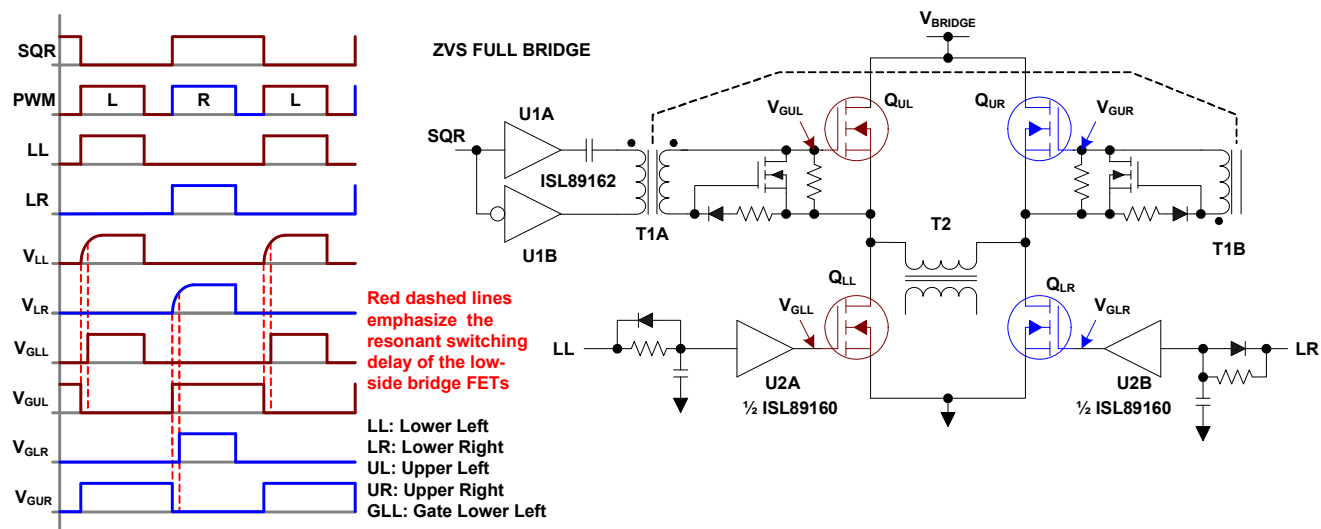 SQR
PWM
L
R
L
LL
LR
VLL
VLR
VGLL
VGUL
VGLR
VGUR
Red dashed lines
emphasize the
resonant switching
delay of the low-
side bridge FETs
LL: Lower Left
LR: Lower Right
UL: Upper Left
UR: Upper Right
GLL: Gate Lower Left
ZVS FULL BRIDGE
VBRIDGE
SQR
U1A
ISL89162
U1B
T1A
VGUL
QUL
QUR
VGUR
T1B
T2
QLL
VGLL
QLR
VGLR
LL
U2A
½ ISL89160
U2B
½ ISL89160
LR